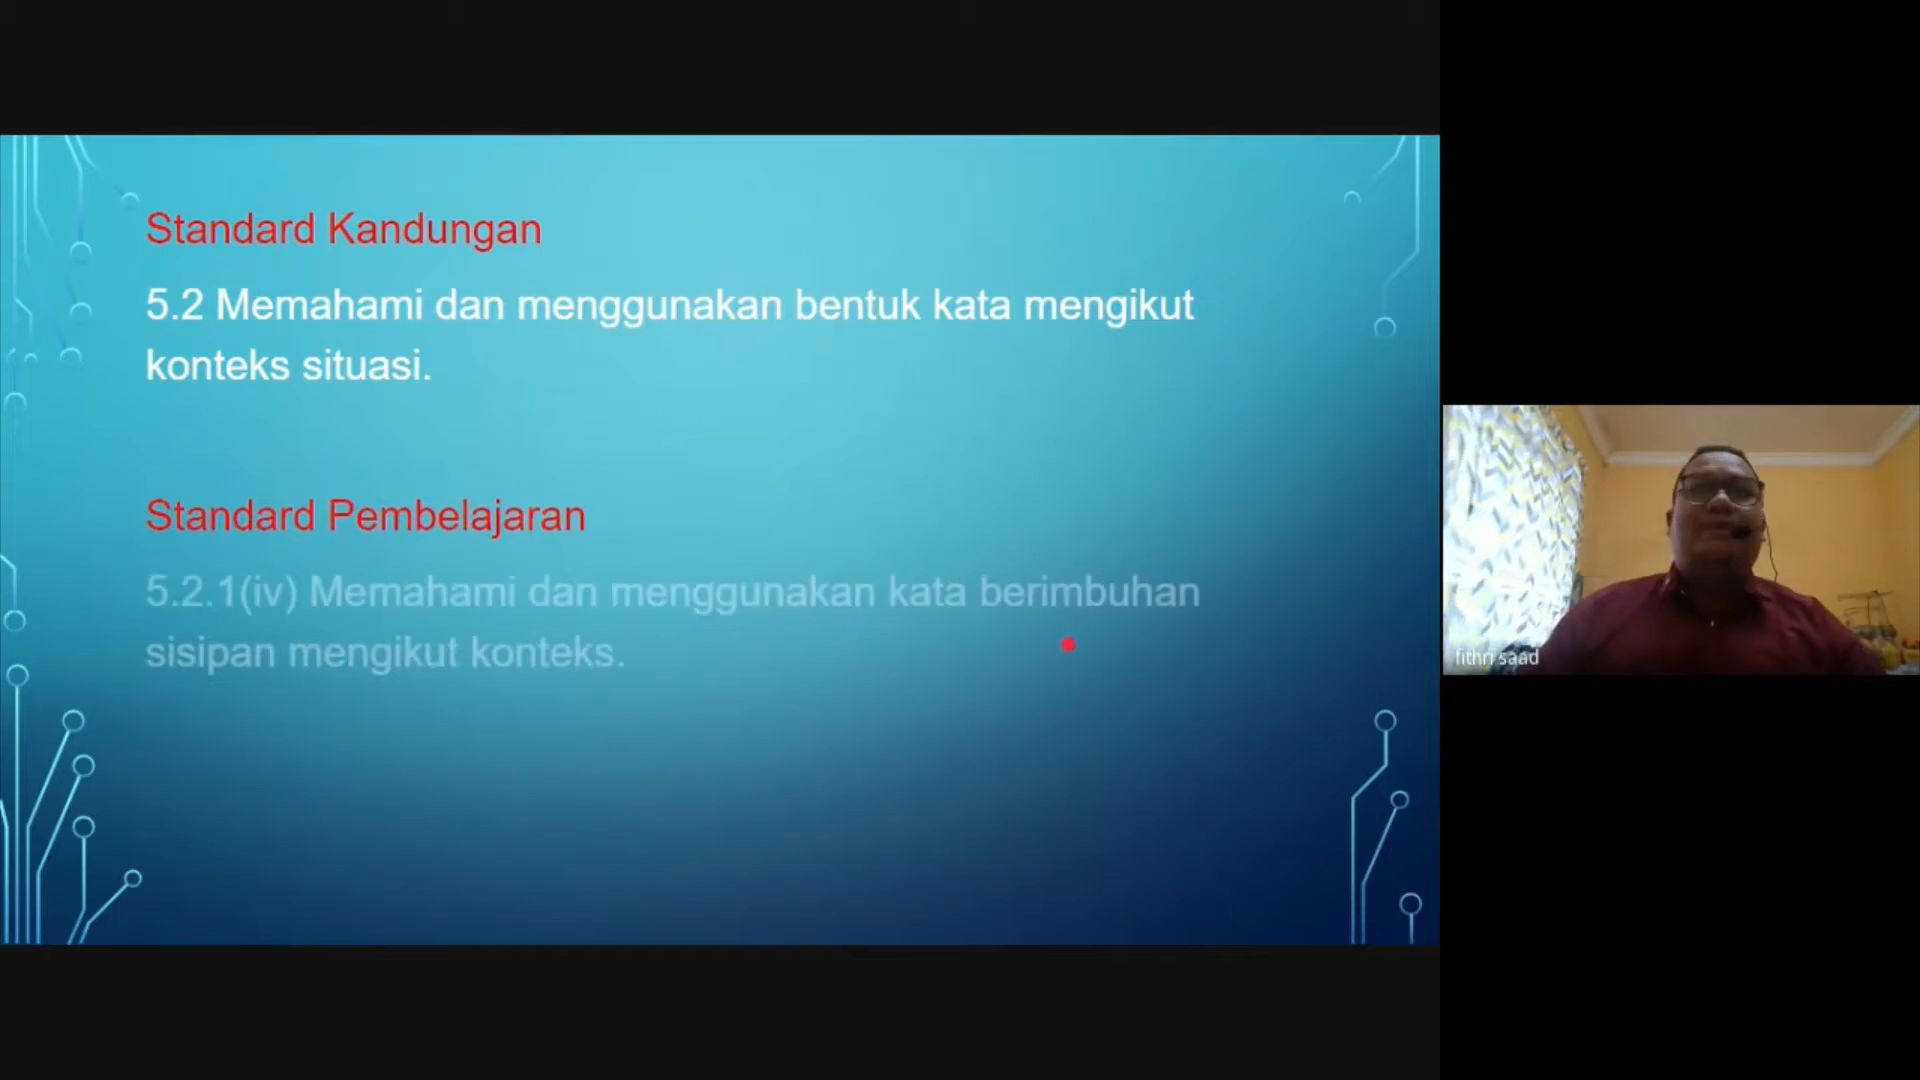 Standard Kandungan
5.2 Memahami dan menggunakan bentuk kata mengikut
konteks situasi.
Standard Pembelajaran
5.2.1(iv) Memahami dan menggunakan kata berimbuhan
sisipan mengikut konteks.
fithri saad